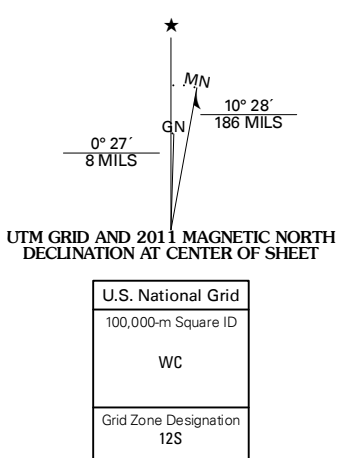 ★
MN
10° 28´
186 MILS
GN
0° 27´
8 MILS
UTM GRID AND 2011 MAGNETIC NORTH
DECLINATION AT CENTER OF SHEET
U.S. National Grid
100,000-m Square ID
WC
Grid Zone Designation
12S